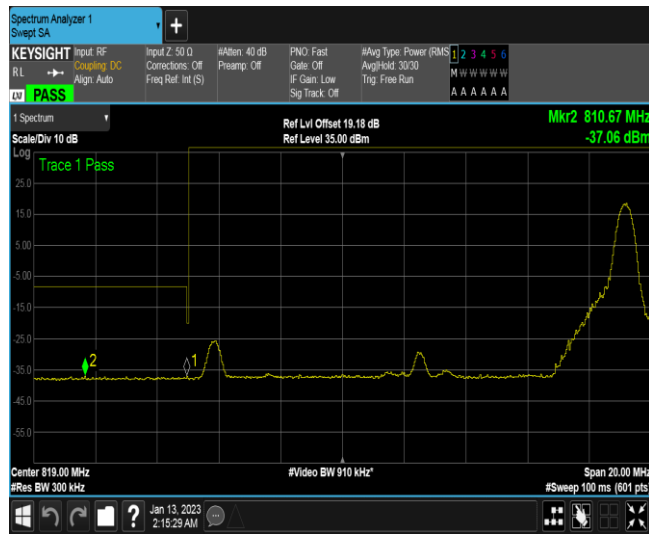 Spectrum Analyzer 1
Swept SA
+
KEYSIGHT
RL
LXI PASS
Input: RF
Coupling: DC
Align: Auto
Input Z: 50 Ω
Corrections: Off
Freq Ref: Int (S)
#Atten: 40 dB
Preamp: Off
PNO: Fast
Gate: Off
IF Gain: Low
Sig Track: Off
#Avg Type: Power (RMS
Avg|Hold: 30/30
Trig: Free Run
1 2 3 4 5 6
M W W W W W
A A A A A A
1 Spectrum
Scale/Div 10 dB
Ref Lvl Offset 19.18 dB
Ref Level 35.00 dBm
Mkr2 810.67 MHz
-37.06 dBm
Log
Trace 1 Pass
25.0
15.0
5.00
-5.00
-15.0
-25.0
-35.0
-45.0
-55.0
2
1
Center 819.00 MHz
#Res BW 300 kHz
#Video BW 910 kHz*
Span 20.00 MHz
#Sweep 100 ms (601 pts)
?
Jan 13, 2023
2:15:29 AM